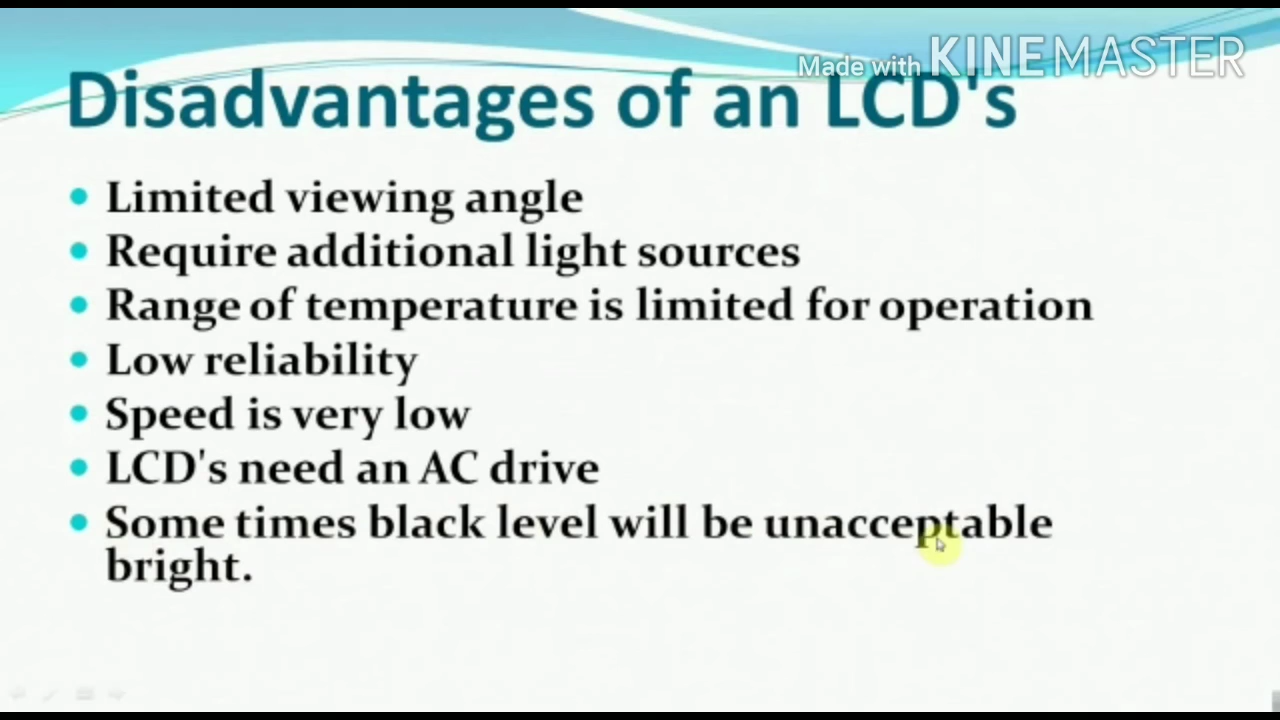 Made with KINEMASTER
Disadvantages of an LCD's
Limited viewing angle
Require additional light sources
Range of temperature is limited for operation
Low reliability
Speed is very low
LCD's need an AC drive
Some times black level will be unacceptable
bright.